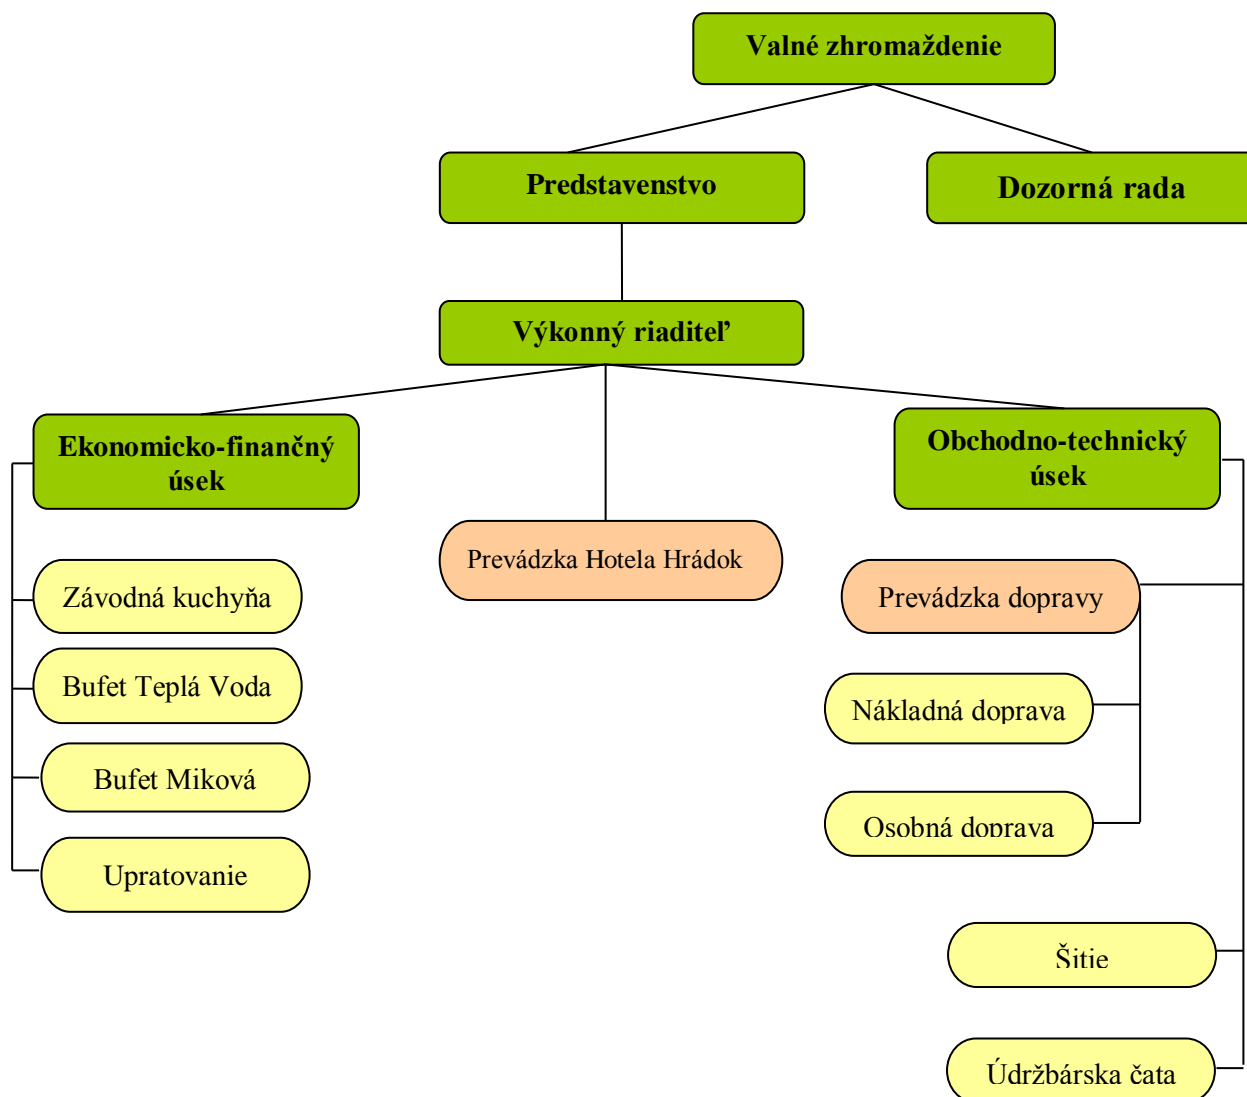 Valné zhromaždenie
Predstavenstvo
Dozorná rada
Výkonný riaditeľ
Ekonomicko-finančný
úsek
Obchodno-technický
úsek
Prevádzka Hotela Hrádok
Závodná kuchyňa
Prevádzka dopravy
Bufet Teplá Voda
Nákladná doprava
Bufet Miková
Osobná doprava
Upratovanie
Šitie
Údržbárska čata